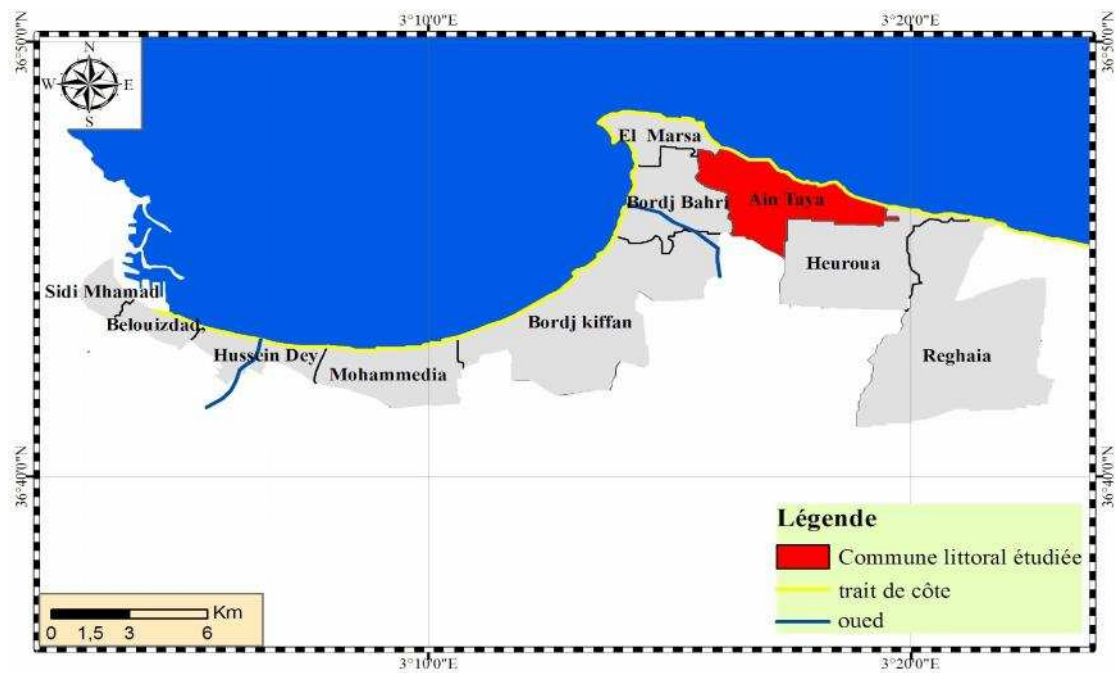 3°10'0"E
3°20'0"E
36°50'0"N
36°50'0"N
N
W
E
S
El Marsa
Bordj Bahri
Ain Taya
Heuroua
Sidi Mhamad
Belouizdad,
Bordj kiffan
Hussein Dey
Mohammedia
Reghaia
36°40'0"N
36°40'0"N
Légende
Commune littoral étudiée
trait de côte
oued
Km
0 1,5 3 6
3°10'0"E
3°20'0"E